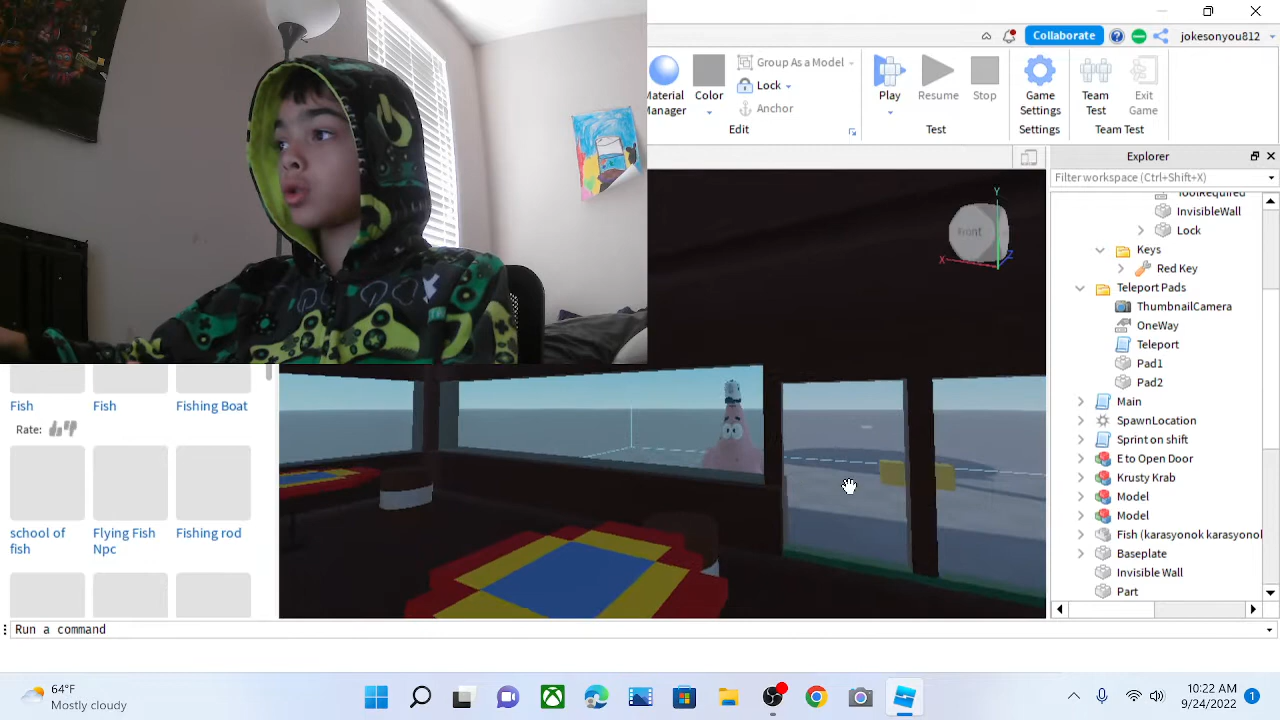 Collaborate
jokesonyou812
Material
Manager
Color
Group As a Model
Lock
Anchor
Edit
Play
Resume
Stop
Test
Game
Settings
Settings
Team
Test
Exit
Game
Team Test
Explorer
Filter workspace (Ctrl+Shift+X)
ToolRequired
InvisibleWall
Lock
Keys
Red Key
Teleport Pads
ThumbnailCamera
OneWay
Teleport
Pad1
Pad2
Main
SpawnLocation
Sprint on shift
E to Open Door
Krusty Krab
Model
Model
Fish (karasyonok karasyonol
Baseplate
Invisible Wall
Part
Front
Y
X
Z
Fish
Fish
Fishing Boat
Rate:
school of
fish
Flying Fish
Npc
Fishing rod
Run a command
64°F
Mostly cloudy
10:22 AM
9/24/2022
1